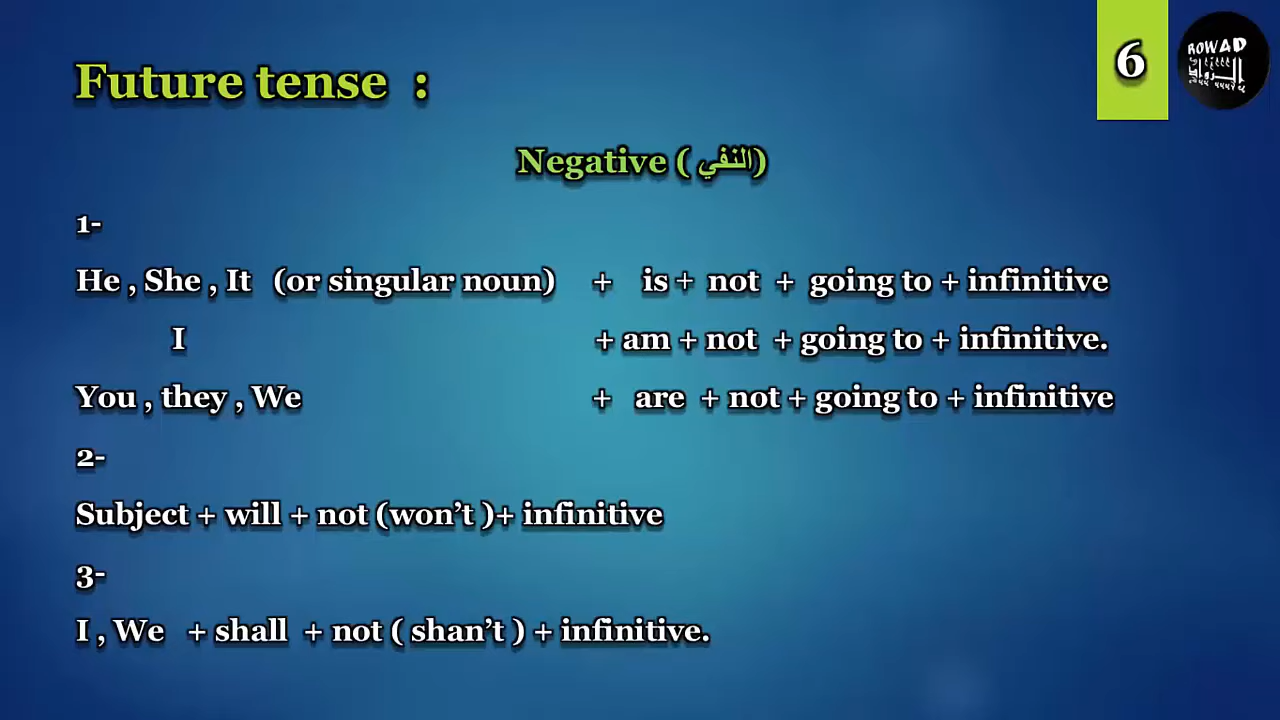 Future tense :
6
ROWAD
الرواد
Negative ( النفي)
1-
He , She , It (or singular noun) + is + not + going to + infinitive
I + am + not + going to + infinitive.
You , they , We + are + not + going to + infinitive
2-
Subject + will + not (won’t )+ infinitive
3-
I , We + shall + not ( shan’t ) + infinitive.